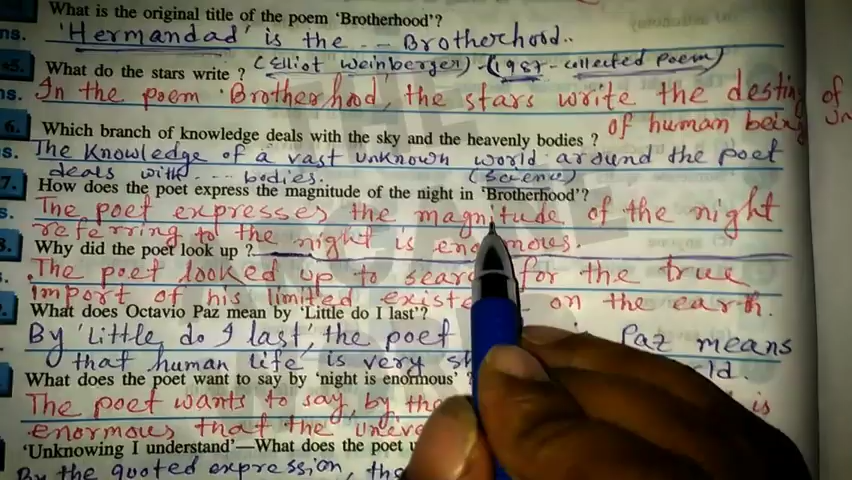 What is the original title of the poem 'Brotherhood'?
ns. 'Hermandad' is the -- Brotherhood..
5. What do the stars write ? (Elliot Weinberger) - (1987 - collected poem)
ns. In the poem 'Brotherhood', the stars write the destiny of
of human being
6. Which branch of knowledge deals with the sky and the heavenly bodies ?
s. The Knowledge of a vast unknown world around the poet
deals with --- bodies. (Science)
7. How does the poet express the magnitude of the night in 'Brotherhood'?
s. The poet expresses the magnitude of the night
referring to the night is enormous.
8. Why did the poet look up ?
The poet looked up to search for the true
import of his limited on the earth.
What does Octavio Paz mean by 'Little do I last'?
By 'Little do I last', the poet Paz means
that human life is very
What does the poet want to say by 'night is enormous'
The poet wants to say, by the is
enormous that the
'Unknowing I understand'—What does the poet
By the quoted expression, the